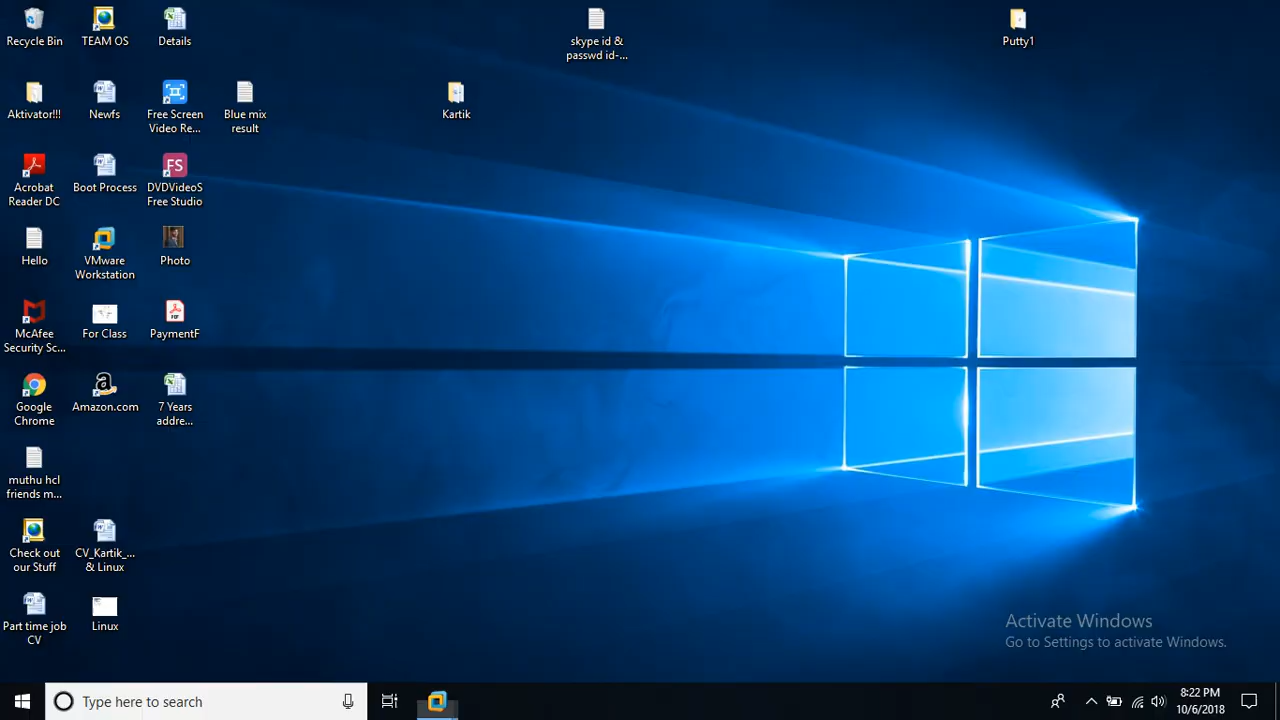 Recycle Bin
TEAM OS
Details
skype id &
passwd id-...
Putty1
Aktivator!!!
Newfs
Free Screen
Video Re...
Blue mix
result
Kartik
Acrobat
Reader DC
Boot Process
FS
DVDVideoS
Free Studio
Hello
VMware
Workstation
Photo
McAfee
Security Sc...
For Class
PDF
PaymentF
Google
Chrome
a
Amazon.com
7 Years
addre...
muthu hcl
friends m...
Check out
our Stuff
CV_Kartik_...
& Linux
Part time job
CV
Linux
Activate Windows
Go to Settings to activate Windows.
Type here to search
8:22 PM
10/6/2018